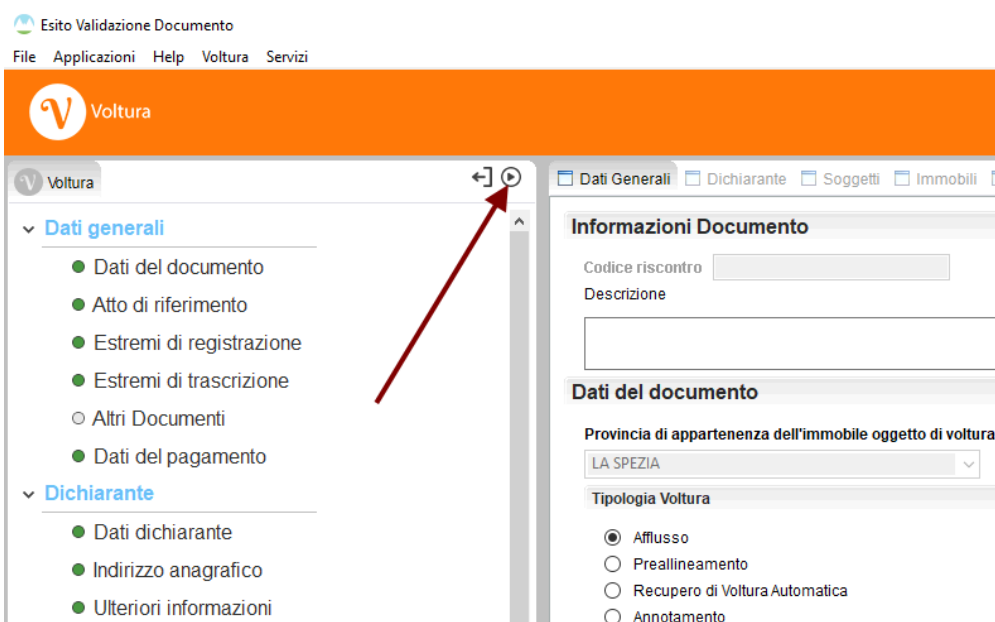 Esito Validazione Documento
File Applicazioni Help Voltura Servizi
V Voltura
V Voltura
Dati Generali Dichiarante Soggetti Immobili
Dati generali
Dati del documento
Atto di riferimento
Estremi di registrazione
Estremi di trascrizione
Altri Documenti
Dati del pagamento
Dichiarante
Dati dichiarante
Indirizzo anagrafico
Ulteriori informazioni
Informazioni Documento
Codice riscontro
Descrizione
Dati del documento
Provincia di appartenenza dell'immobile oggetto di voltura
LA SPEZIA
Tipologia Voltura
Afflusso
Preallineamento
Recupero di Voltura Automatica
Annotamento